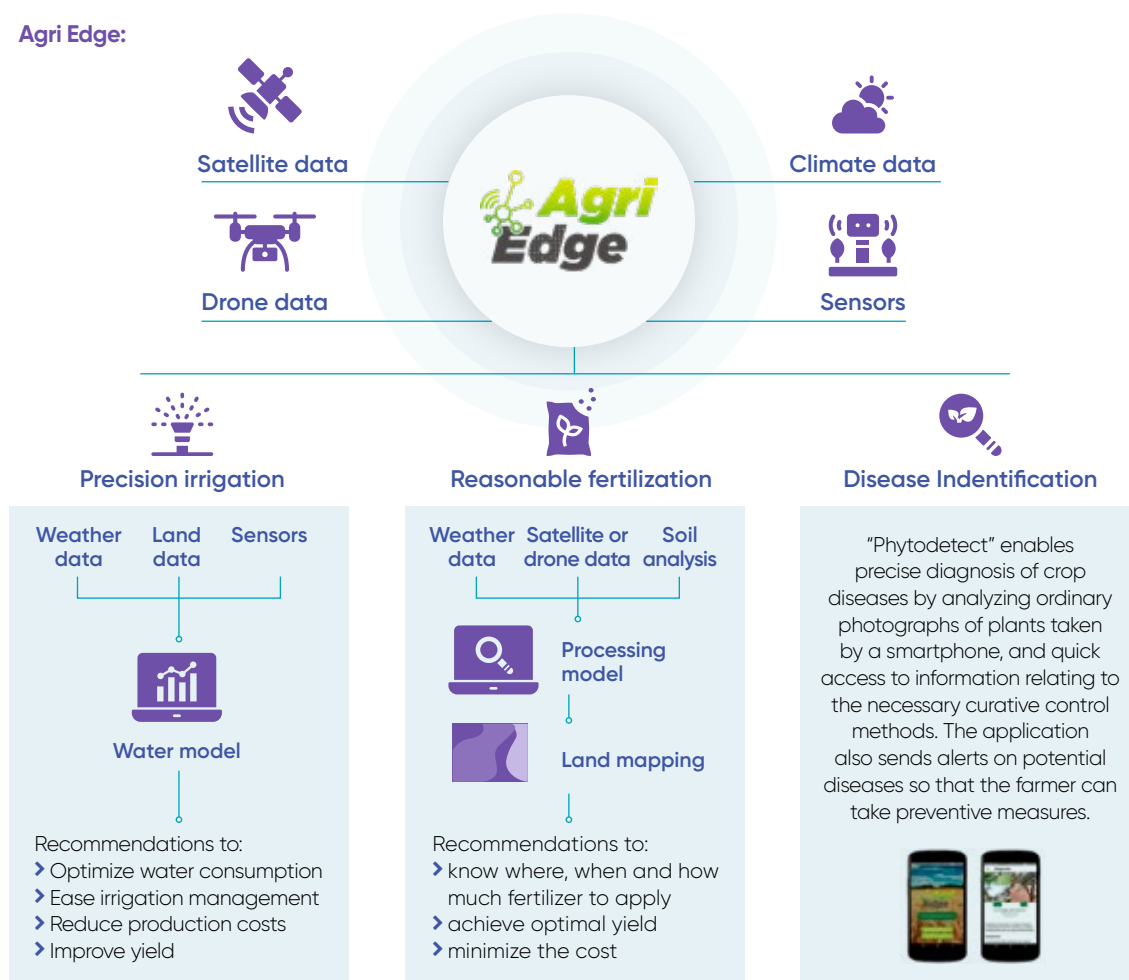 Agri Edge:
Satellite data
Climate data
Agri
Edge
Drone data
Sensors
Precision irrigation
Weather
data
Land
data
Sensors
Water model
Recommendations to:
Optimize water consumption
Ease irrigation management
Reduce production costs
Improve yield
Reasonable fertilization
Weather
data
Satellite or
drone data
Soil
analysis
Processing
model
Land mapping
Recommendations to:
know where, when and how
much fertilizer to apply
achieve optimal yield
minimize the cost
Disease Indentification
“Phytodetect” enables
precise diagnosis of crop
diseases by analyzing ordinary
photographs of plants taken
by a smartphone, and quick
access to information relating to
the necessary curative control
methods. The application
also sends alerts on potential
diseases so that the farmer can
take preventive measures.